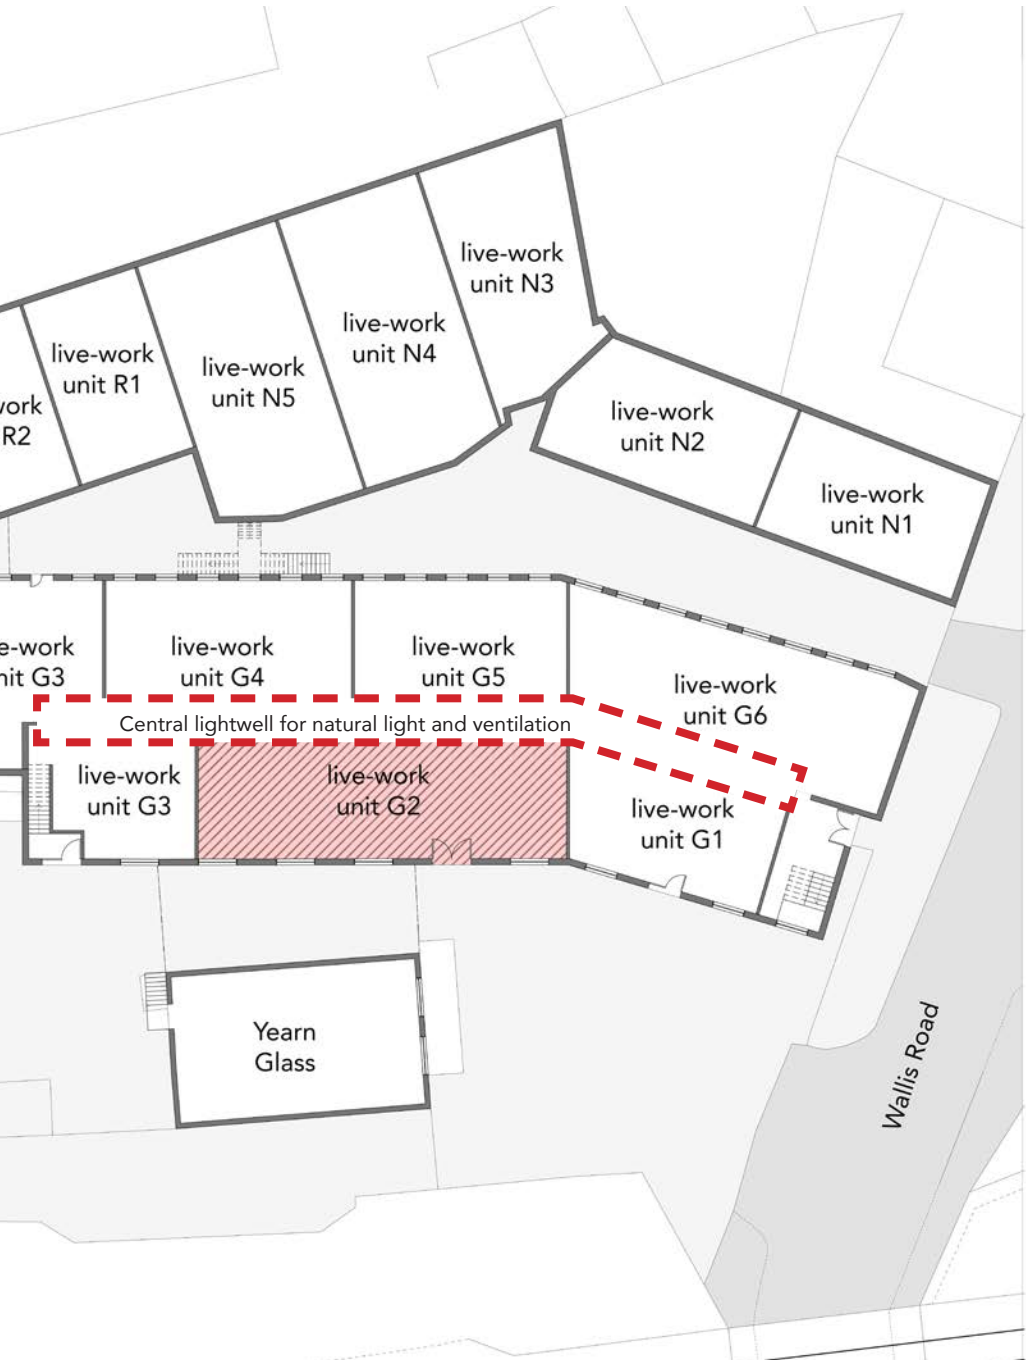 live-work
unit N3
live-work
unit N4
live-work
unit R1
live-work
unit N5
work
R2
live-work
unit N2
live-work
unit N1
e-work
nit G3
live-work
unit G4
live-work
unit G5
live-work
unit G6
Central lightwell for natural light and ventilation
live-work
unit G3
live-work
unit G2
live-work
unit G1
Yearn
Glass
Wallis Road